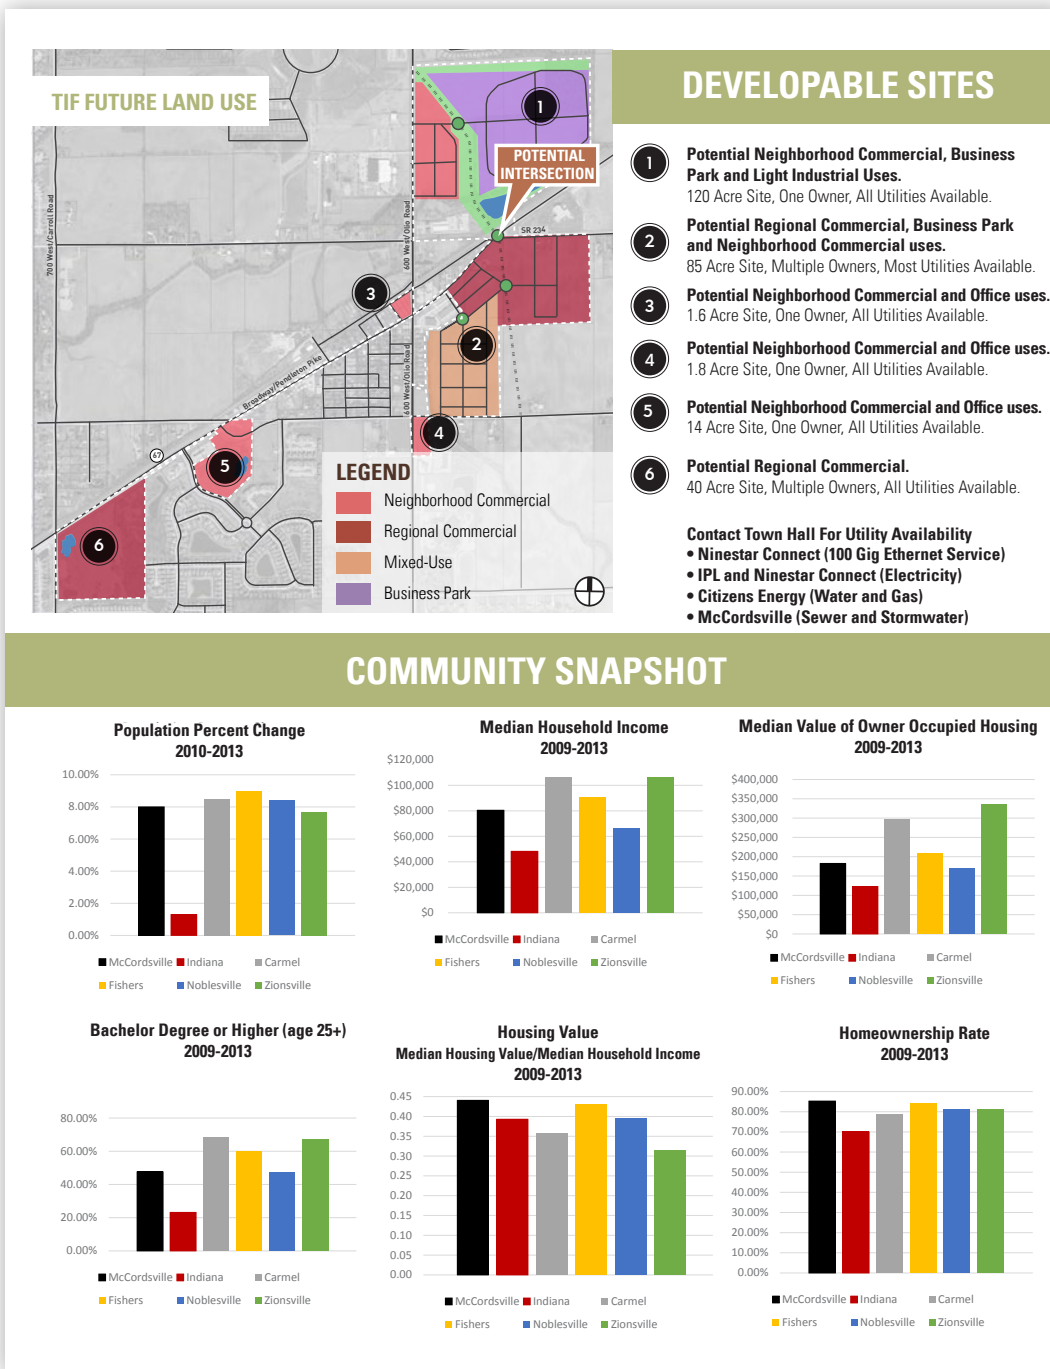 TIF FUTURE LAND USE
700 West/Carroll Road
600 West/Olio Road
POTENTIAL
INTERSECTION
SR 234
1
2
3
4
5
6
600 West/Olio Road
Broadway/Pendleton Pike
67
LEGEND
Neighborhood Commercial
Regional Commercial
Mixed-Use
Business Park
DEVELOPABLE SITES
1
Potential Neighborhood Commercial, Business
Park and Light Industrial Uses.
120 Acre Site, One Owner, All Utilities Available.
2
Potential Regional Commercial, Business Park
and Neighborhood Commercial uses.
85 Acre Site, Multiple Owners, Most Utilities Available.
3
Potential Neighborhood Commercial and Office uses.
1.6 Acre Site, One Owner, All Utilities Available.
4
Potential Neighborhood Commercial and Office uses.
1.8 Acre Site, One Owner, All Utilities Available.
5
Potential Neighborhood Commercial and Office uses.
14 Acre Site, One Owner, All Utilities Available.
6
Potential Regional Commercial.
40 Acre Site, Multiple Owners, All Utilities Available.
Contact Town Hall For Utility Availability
• Ninestar Connect (100 Gig Ethernet Service)
• IPL and Ninestar Connect (Electricity)
• Citizens Energy (Water and Gas)
• McCordsville (Sewer and Stormwater)
COMMUNITY SNAPSHOT
Population Percent Change
2010-2013
10.00%
8.00%
6.00%
4.00%
2.00%
0.00%
McCordsville Indiana Carmel
Fishers Noblesville Zionsville
Median Household Income
2009-2013
$120,000
$100,000
$80,000
$60,000
$40,000
$20,000
$0
McCordsville Indiana Carmel
Fishers Noblesville Zionsville
Median Value of Owner Occupied Housing
2009-2013
$400,000
$350,000
$300,000
$250,000
$200,000
$150,000
$100,000
$50,000
$0
McCordsville Indiana Carmel
Fishers Noblesville Zionsville
Bachelor Degree or Higher (age 25+)
2009-2013
80.00%
60.00%
40.00%
20.00%
0.00%
McCordsville Indiana Carmel
Fishers Noblesville Zionsville
Housing Value
Median Housing Value/Median Household Income
2009-2013
0.45
0.40
0.35
0.30
0.25
0.20
0.15
0.10
0.05
0.00
McCordsville Indiana Carmel
Fishers Noblesville Zionsville
Homeownership Rate
2009-2013
90.00%
80.00%
70.00%
60.00%
50.00%
40.00%
30.00%
20.00%
10.00%
0.00%
McCordsville Indiana Carmel
Fishers Noblesville Zionsville